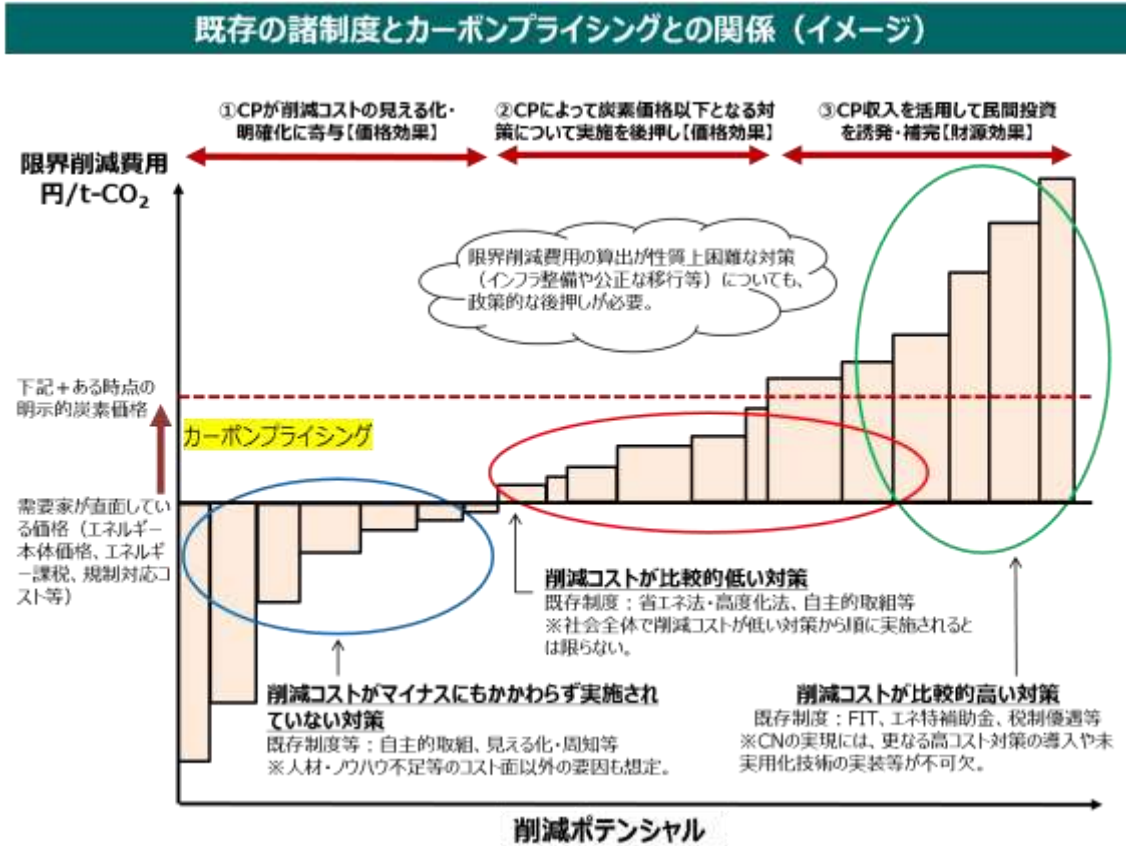 既存の諸制度とカーボンプライシングとの関係（イメージ）
①CPが削減コストの見える化・
明確化に寄与【価格効果】
②CPによって炭素価格以下となる対
策について実施を後押し【価格効果】
③CP収入を活用して民間投資
を誘発・補完【財源効果】
限界削減費用
円/t-CO₂
限界削減費用の算出が性質上困難な対策
（インフラ整備や公正な移行等）についても、
政策的な後押しが必要。
下記＋ある時点の
明示的炭素価格
カーボンプライシング
需要家が直面してい
る価格（エネルギー
本体価格、エネルギ
ー課税、規制対応コ
スト等）
削減コストが比較的低い対策
既存制度：省エネ法・高度化法、自主的取組等
※社会全体で削減コストが低い対策から順に実施されると
は限らない。
削減コストがマイナスにもかかわらず実施され
ていない対策
既存制度等：自主的取組、見える化・周知等
※人材・ノウハウ不足等のコスト面以外の要因も想定。
削減コストが比較的高い対策
既存制度：FIT、エネ特補助金、税制優遇等
※CNの実現には、更なる高コスト対策の導入や未
実用化技術の実装等が不可欠。
削減ポテンシャル